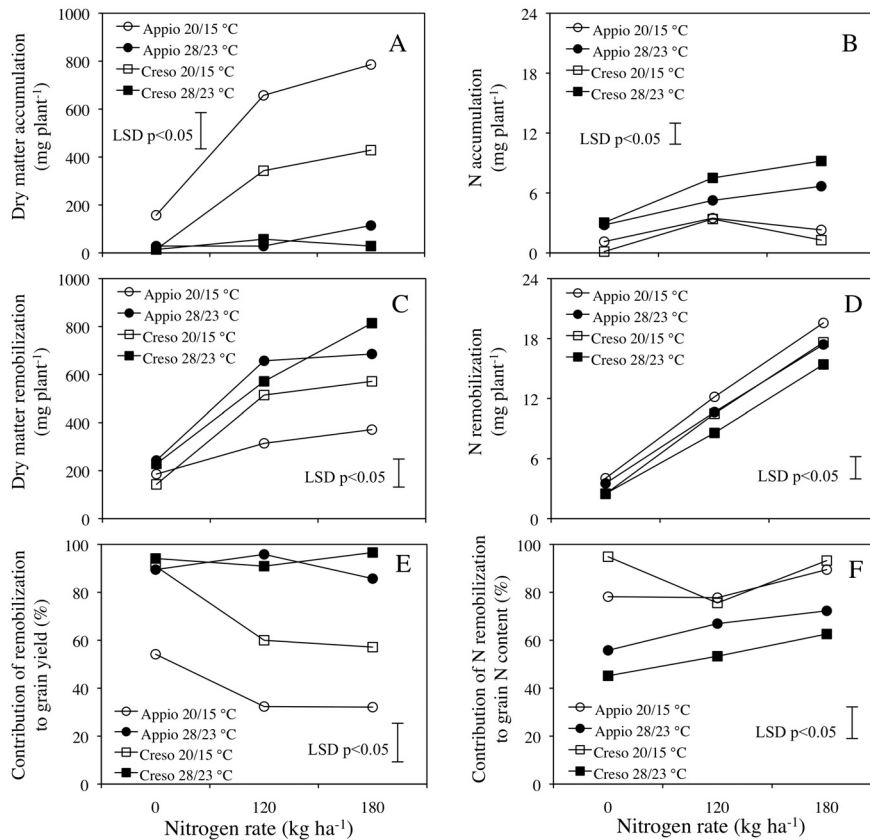 A
Dry matter accumulation
(mg plant⁻¹)
1000
800
600
400
200
0
Appio 20/15 °C
Appio 28/23 °C
Creso 20/15 °C
Creso 28/23 °C
LSD p<0.05
B
N accumulation
(mg plant⁻¹)
24
18
12
6
0
Appio 20/15 °C
Appio 28/23 °C
Creso 20/15 °C
Creso 28/23 °C
LSD p<0.05
C
Dry matter remobilization
(mg plant⁻¹)
1000
800
600
400
200
0
Appio 20/15 °C
Appio 28/23 °C
Creso 20/15 °C
Creso 28/23 °C
LSD p<0.05
D
N remobilization
(mg plant⁻¹)
24
18
12
6
0
Appio 20/15 °C
Appio 28/23 °C
Creso 20/15 °C
Creso 28/23 °C
LSD p<0.05
E
Contribution of remobilization
to grain yield (%)
100
80
60
40
20
0
Appio 20/15 °C
Appio 28/23 °C
Creso 20/15 °C
Creso 28/23 °C
LSD p<0.05
0 120 180
Nitrogen rate (kg ha⁻¹)
F
Contribution of N remobilization
to grain N content (%)
100
80
60
40
20
0
Appio 20/15 °C
Appio 28/23 °C
Creso 20/15 °C
Creso 28/23 °C
LSD p<0.05
0 120 180
Nitrogen rate (kg ha⁻¹)